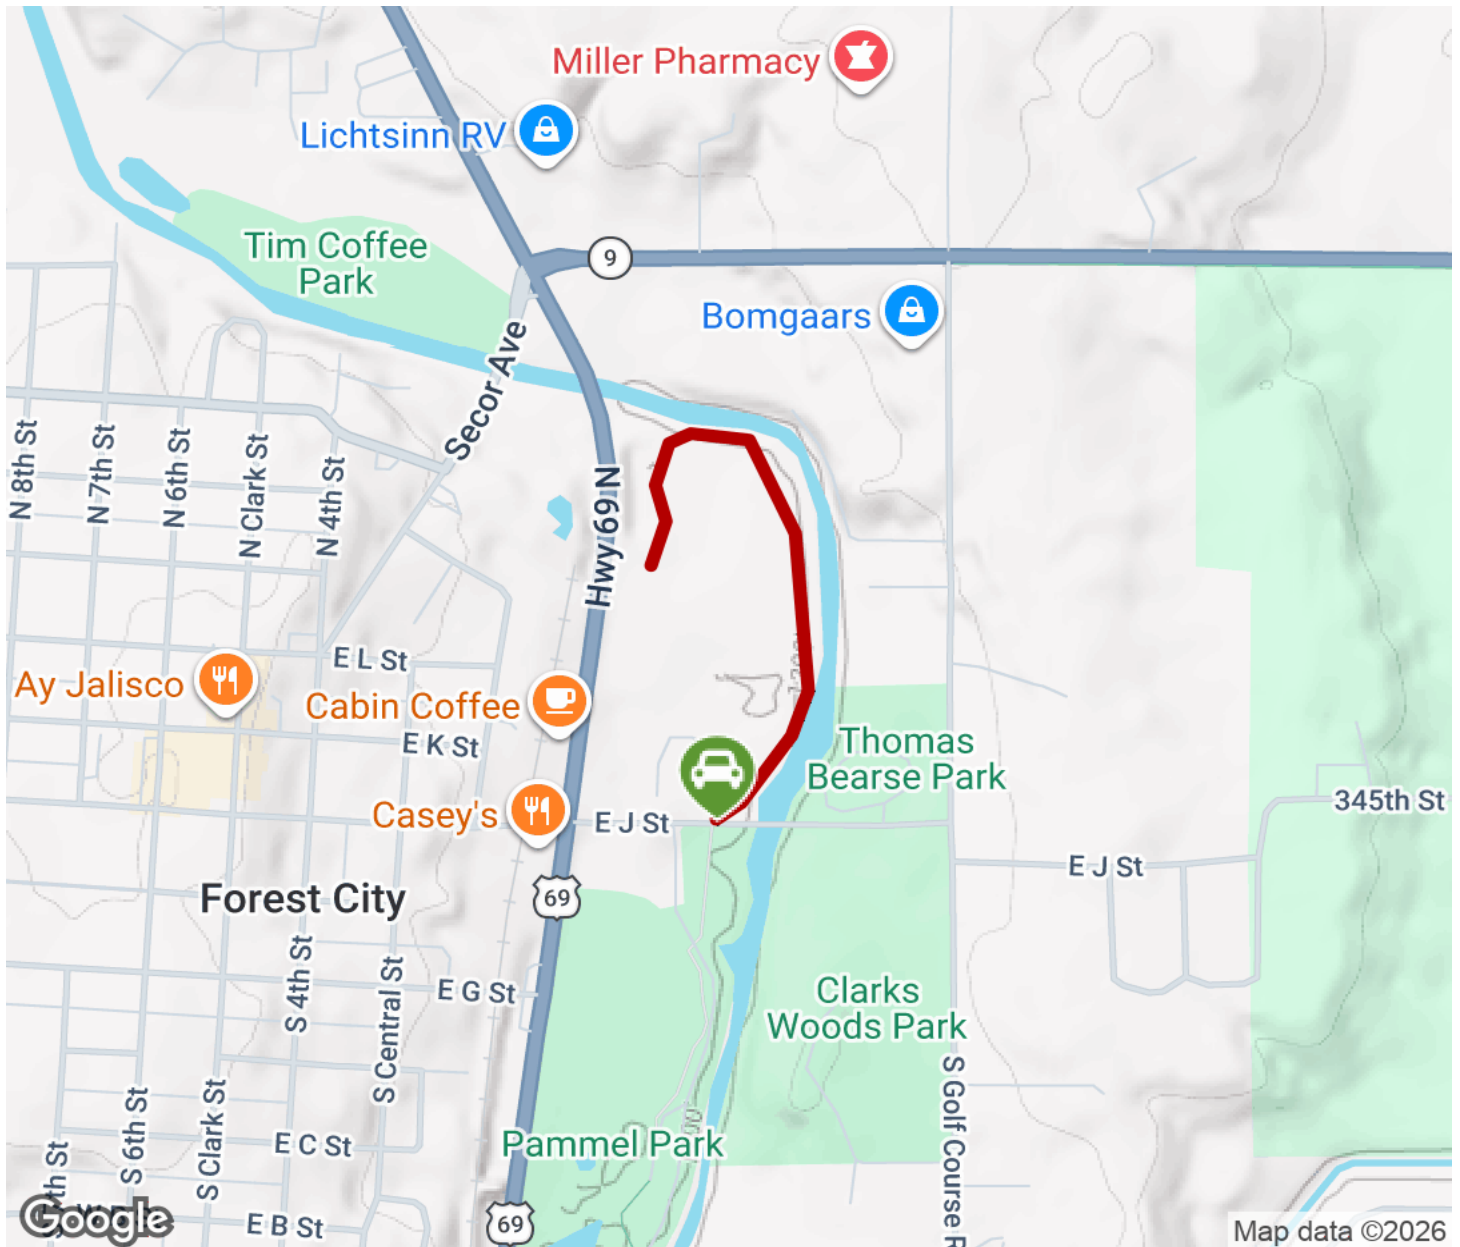 Miller Pharmacy
Lichtsinn RV
Tim Coffee
Park
9
Bomgaars
Secor Ave
N 8th St
N 7th St
N 6th St
N Clark St
N 4th St
Hwy 69 N
E L St
Ay Jalisco
Cabin Coffee
E K St
Thomas
Bearse Park
345th St
Casey's
E J St
E J St
Forest City
69
S 4th St
S Central St
E G St
Clarks
Woods Park
S Golf Course R
S 6th St
S Clark St
E C St
Pammel Park
E B St
69
Google
Map data ©2026